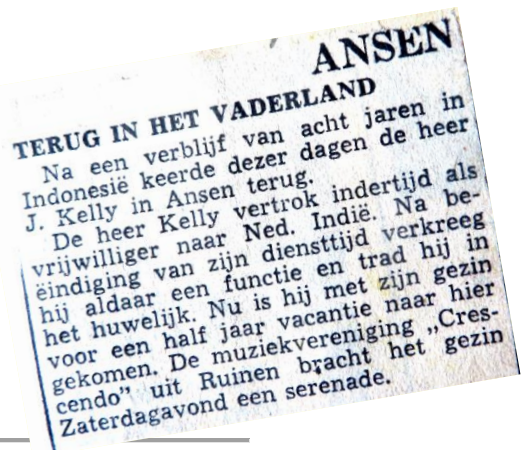 ANSEN
TERUG IN HET VADERLAND
Na een verblijf van acht jaren in
Indonesië keerde dezer dagen de heer
J. Kelly in Ansen terug.
De heer Kelly vertrok indertijd als
vrijwilliger naar Ned. Indië. Na be-
ëindiging van zijn diensttijd verkreeg
hij aldaar een functie en trad hij in
het huwelijk. Nu is hij met zijn gezin
voor een half jaar vacantie naar hier
gekomen. De muziekvereniging „Cres-
cendo” uit Ruinen bracht het gezin
Zaterdagavond een serenade.